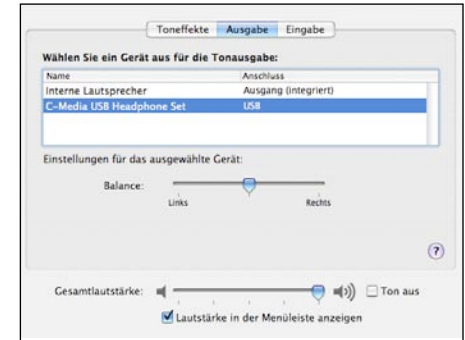 Toneffekte Ausgabe Eingabe
Wählen Sie ein Gerät aus für die Tonausgabe:
Name Anschluss
Interne Lautsprecher Ausgang (integriert)
C-Media USB Headphone Set USB
Einstellungen für das ausgewählte Gerät:
Balance:
Links Rechts
?
Gesamtlautstärke: Ton aus
Lautstärke in der Menüleiste anzeigen